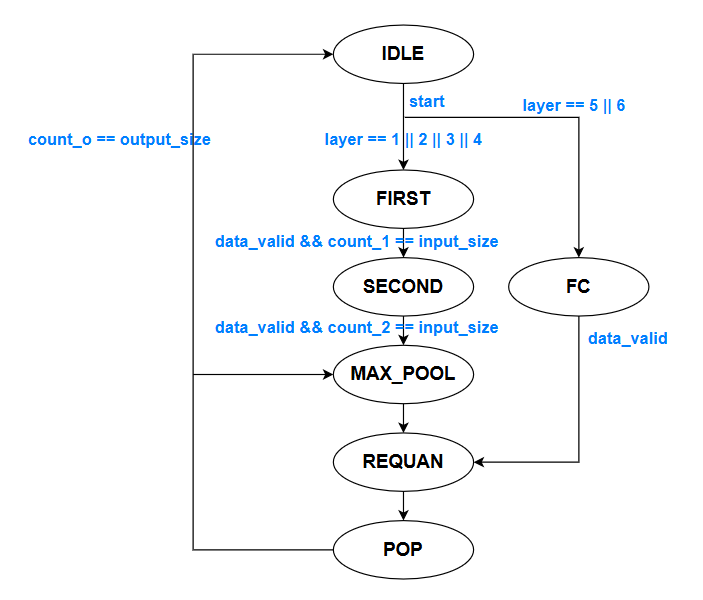 IDLE
start
layer == 5 || 6
count_o == output_size
layer == 1 || 2 || 3 || 4
FIRST
data_valid && count_1 == input_size
SECOND
FC
data_valid && count_2 == input_size
data_valid
MAX_POOL
REQUAN
POP